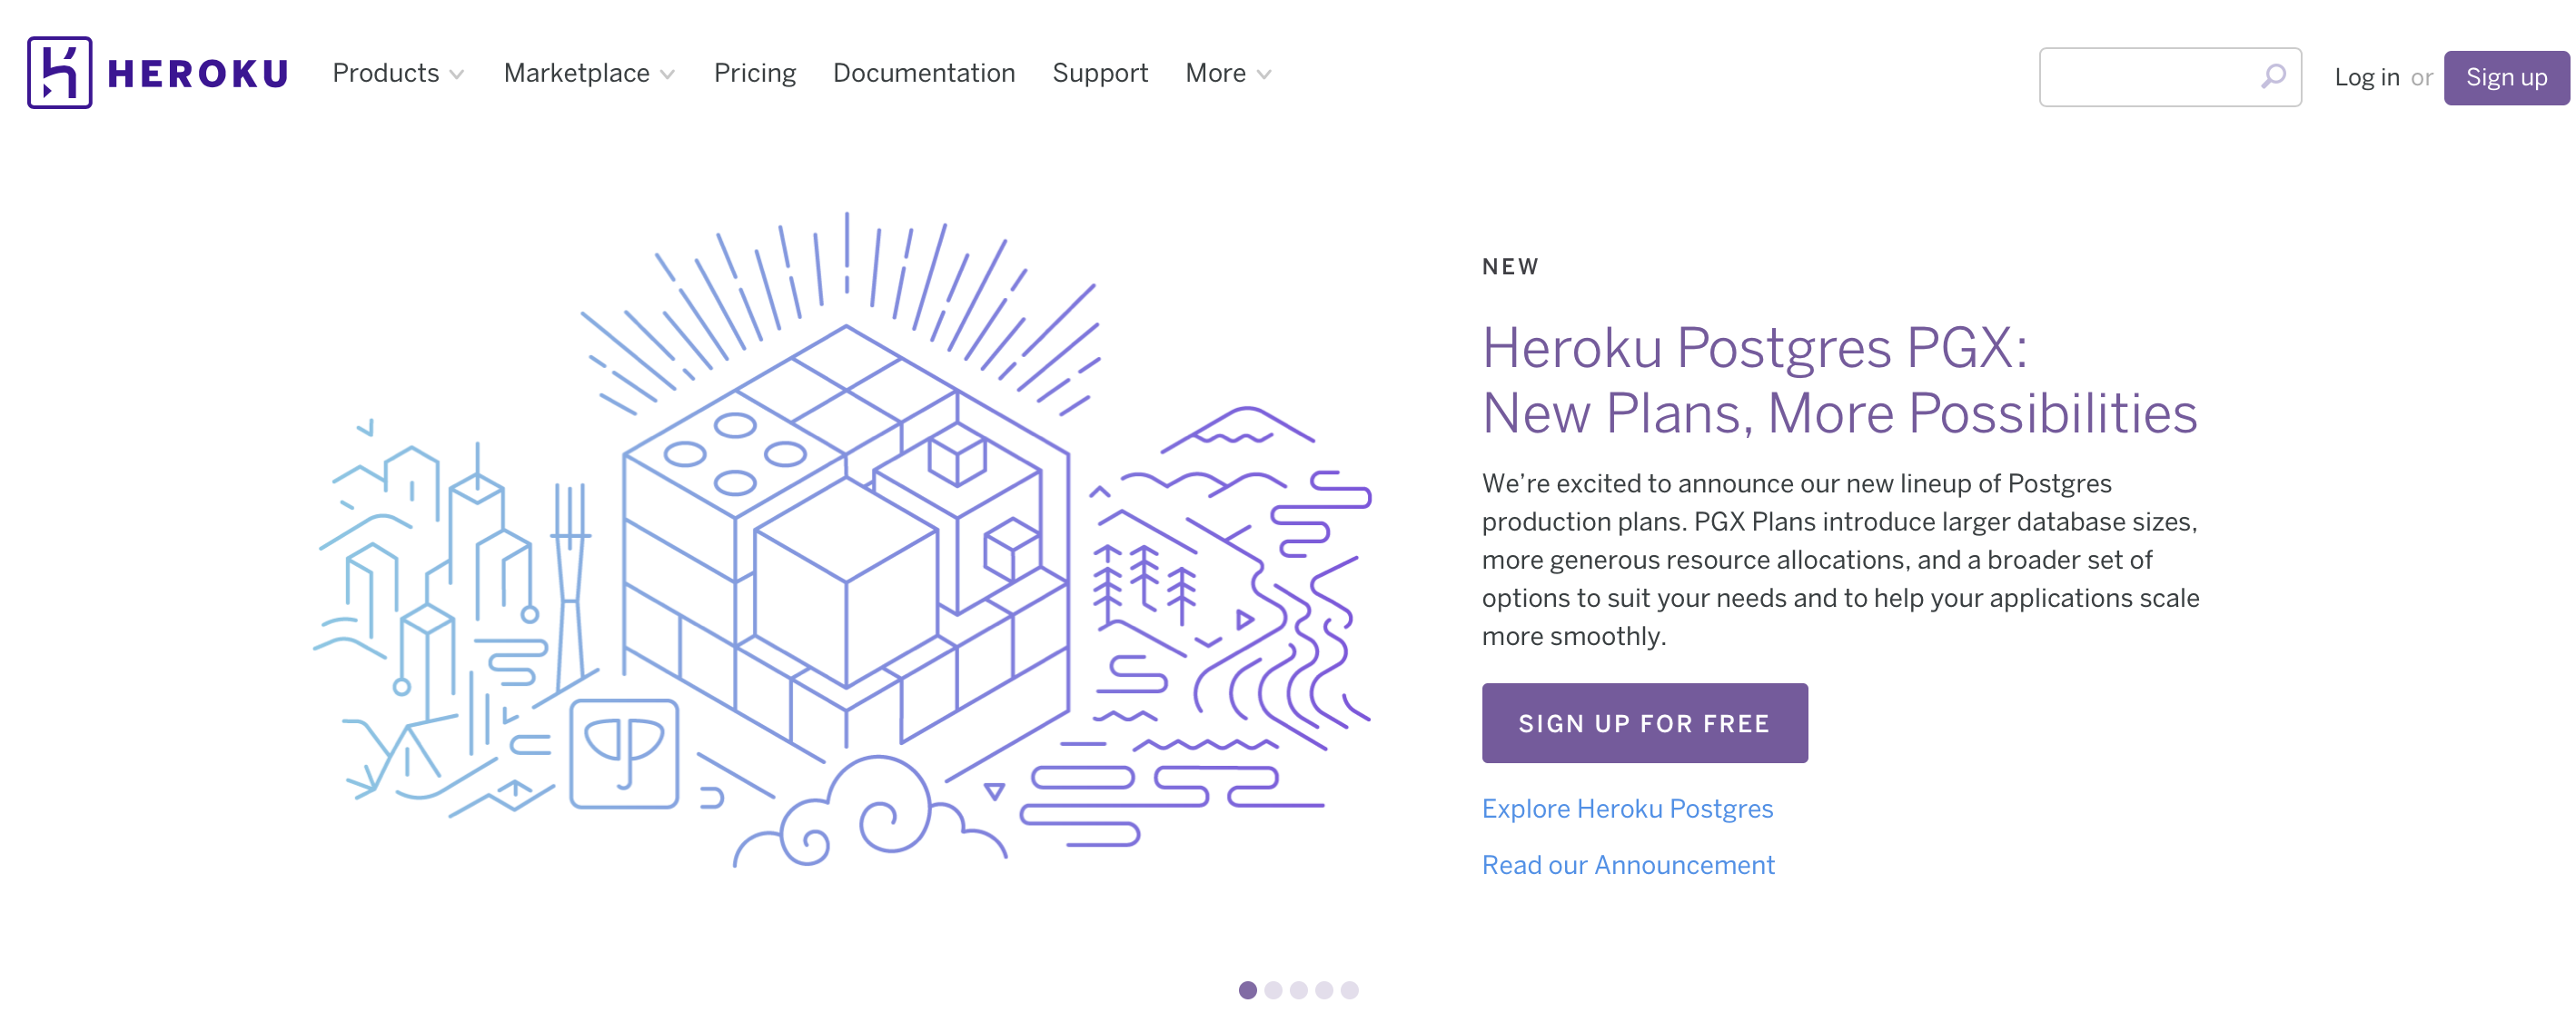 HEROKU
Products
Marketplace
Pricing
Documentation
Support
More
Log in or
Sign up
NEW
Heroku Postgres PGX:
New Plans, More Possibilities
We’re excited to announce our new lineup of Postgres
production plans. PGX Plans introduce larger database sizes,
more generous resource allocations, and a broader set of
options to suit your needs and to help your applications scale
more smoothly.
SIGN UP FOR FREE
Explore Heroku Postgres
Read our Announcement